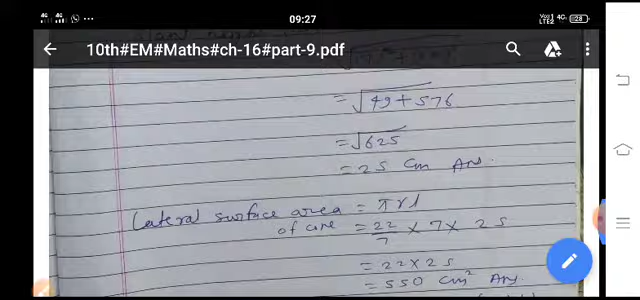 09:27
28
10th#EM#Maths#ch-16#part-9.pdf
= √49 + 576
= √625
= 25 cm Ans.
Lateral surface area = πrl
of cone = 22/7 × 7 × 25
= 22 × 25
= 550 cm² Ans.